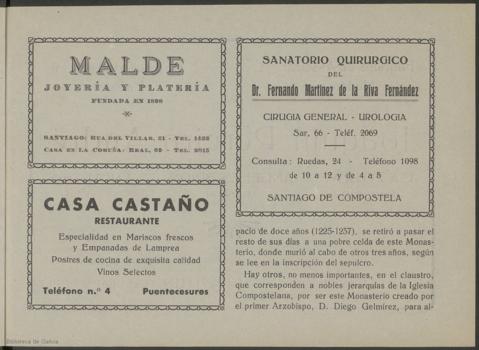 MALDE
JOYERÍA Y PLATERÍA
FUNDADA EN 1890
SANTIAGO: RUA DEL VILLAR, 31 - TEL.
CASA EN LA CORUÑA: REAL, - TEL.
CASA CASTAÑO
RESTAURANTE
Especialidad en Mariscos frescos
y Empanadas de Lamprea
Postres de cocina de exquisita calidad
Vinos Selectos
Teléfono n.º 4 Puentecesures
SANATORIO QUIRURGICO
DEL
Dr. Fernando Martínez de la Riva Fernández
CIRUGIA GENERAL - UROLOGIA
Sar, 66 - Teléf. 2069
Consulta: Ruedas, 24 - Teléfono 1098
de 10 a 12 y de 4 a 5
SANTIAGO DE COMPOSTELA
pacio de doce años (1225-1237), se retiró a pasar el
resto de sus días a una pobre celda de este Monas-
terio, donde murió al cabo de otros tres años, según
se lee en la inscripción del sepulcro.
Hay otros, no menos importantes, en el claustro,
que corresponden a nobles jerarquías de la Iglesia
Compostelana, por ser este Monasterio creado por
el primer Arzobispo, D. Diego Gelmírez, para al-
Biblioteca de Galicia